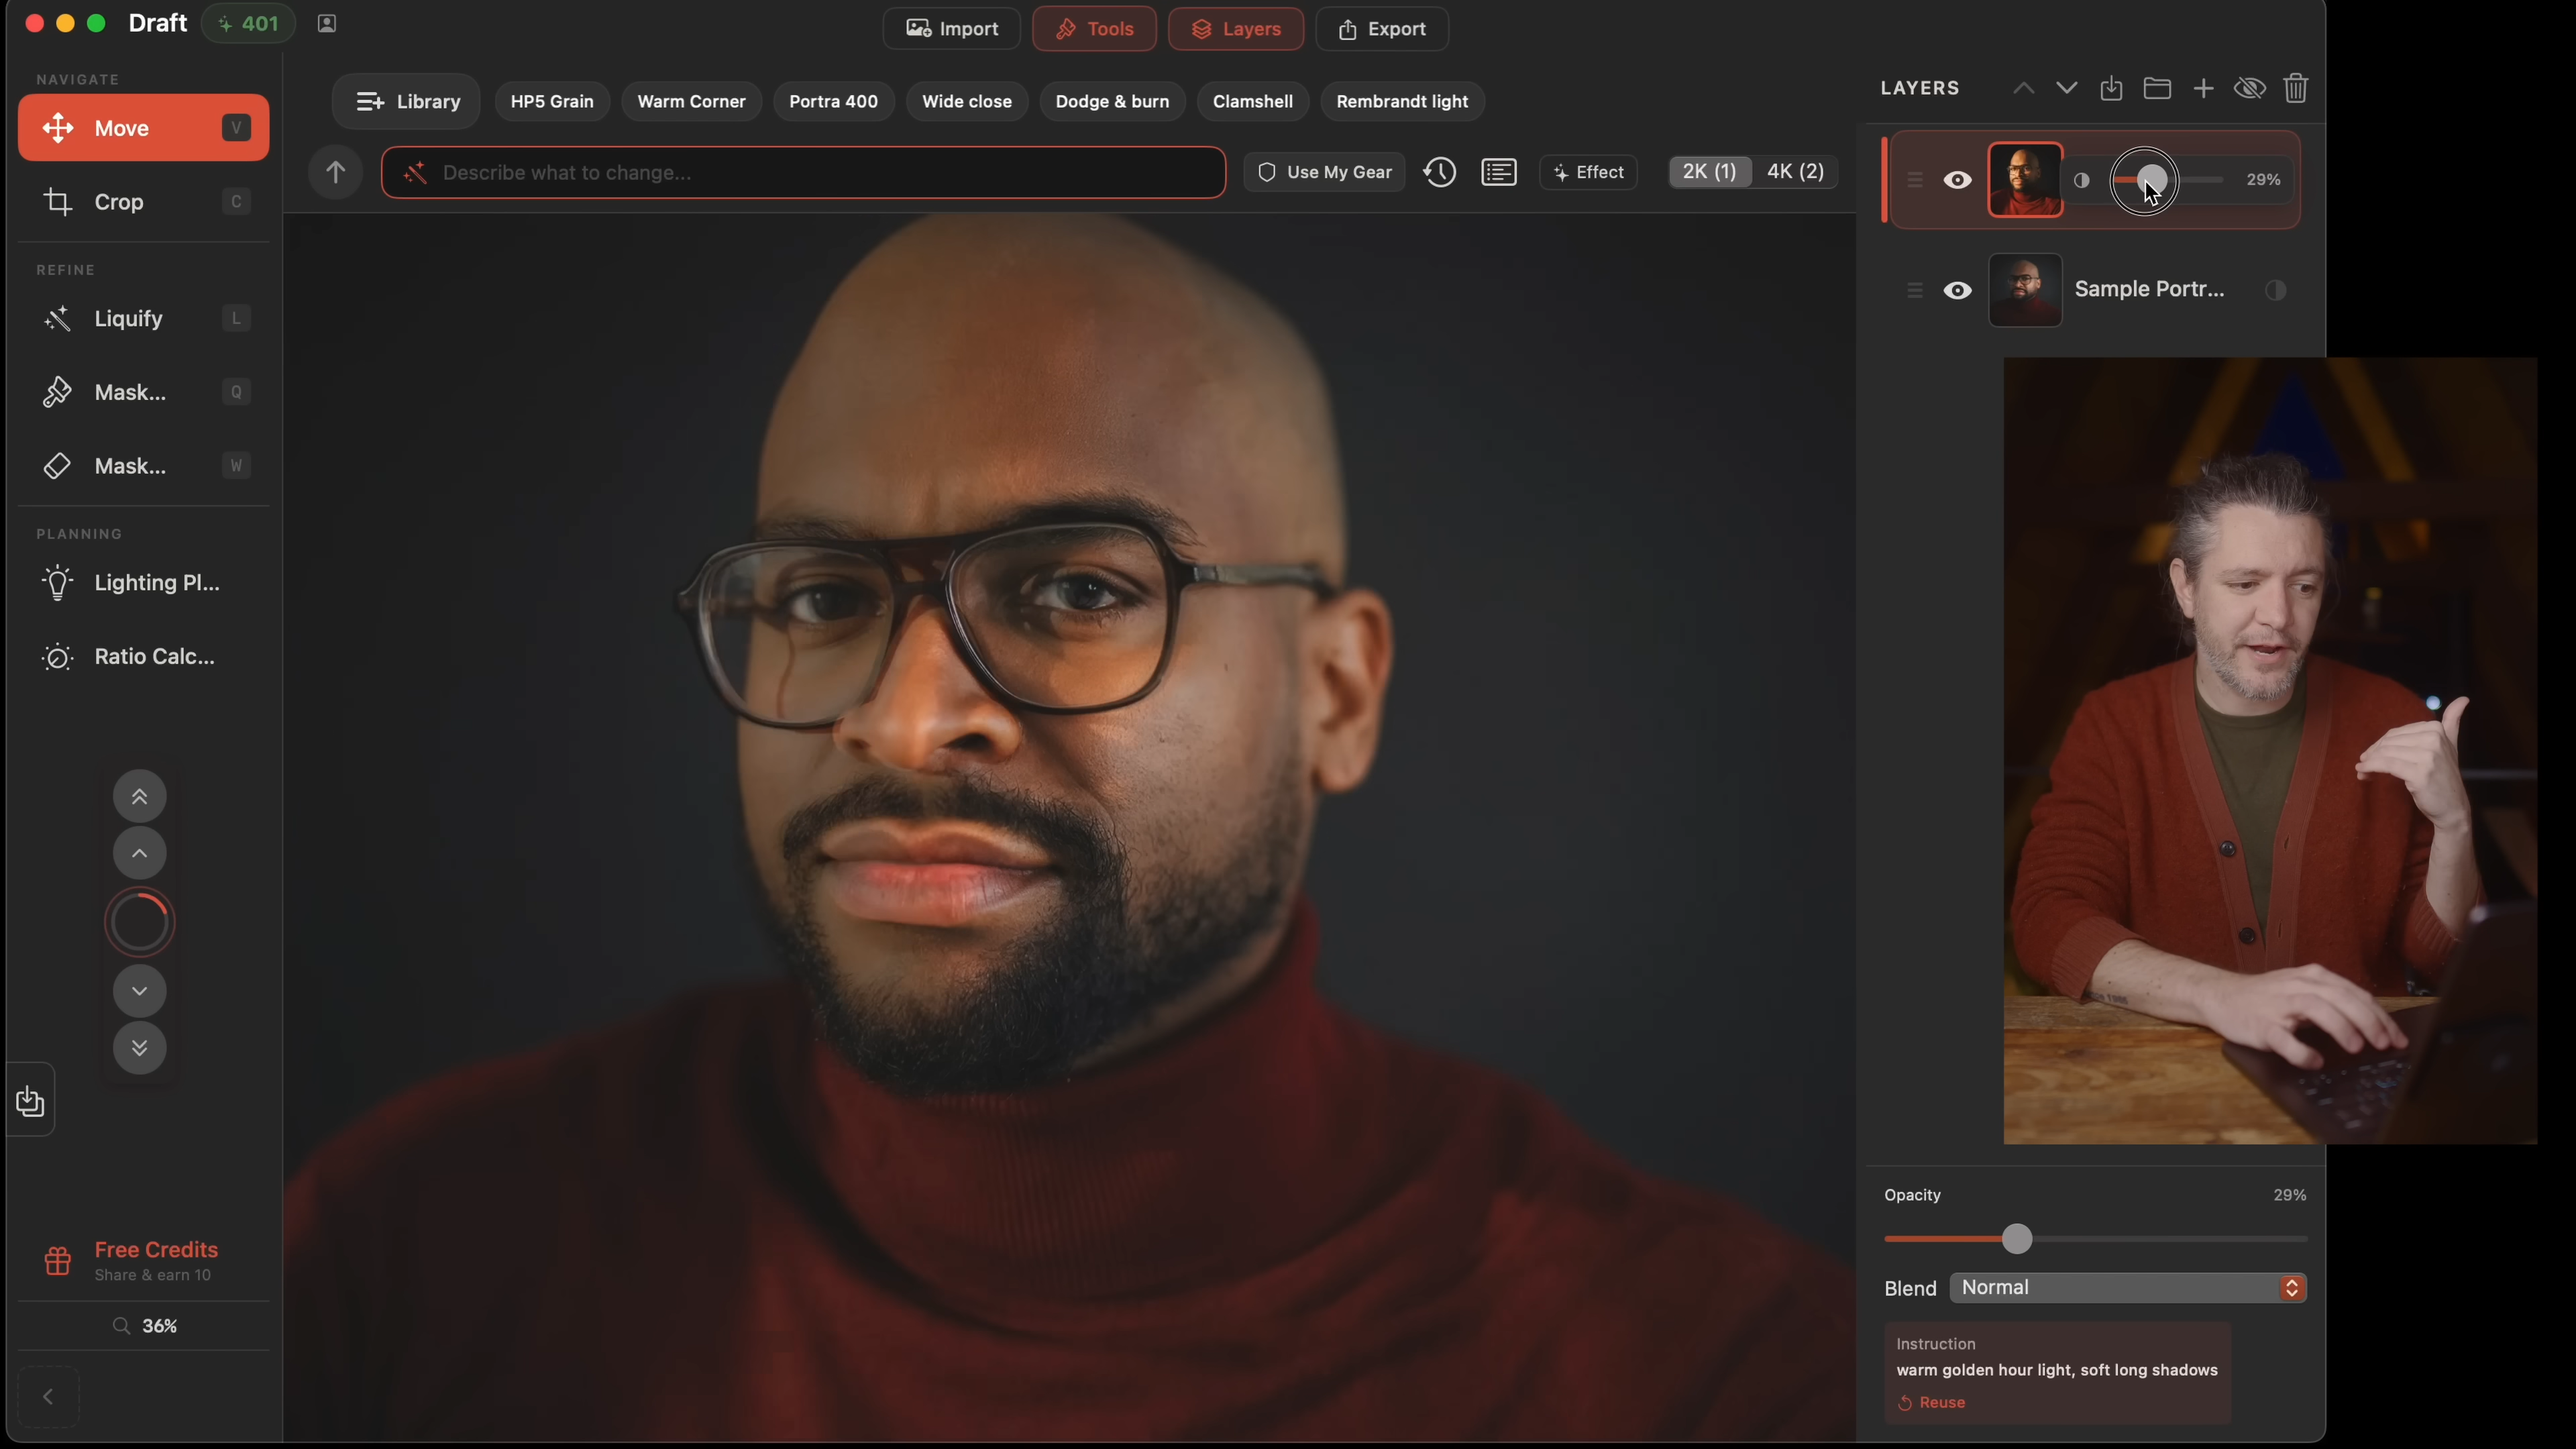 Draft
401
Import
Tools
Layers
Export
NAVIGATE
Move V
Crop C
REFINE
Liquify L
Mask... Q
Mask... W
PLANNING
Lighting Pl...
Ratio Calc...
Free Credits
Share & earn 10
36%
Library
HP5 Grain
Warm Corner
Portra 400
Wide close
Dodge & burn
Clamshell
Rembrandt light
Describe what to change...
Use My Gear
Effect
2K (1)
4K (2)
LAYERS
29%
Sample Portr...
Opacity 29%
Blend Normal
Instruction
warm golden hour light, soft long shadows
Reuse